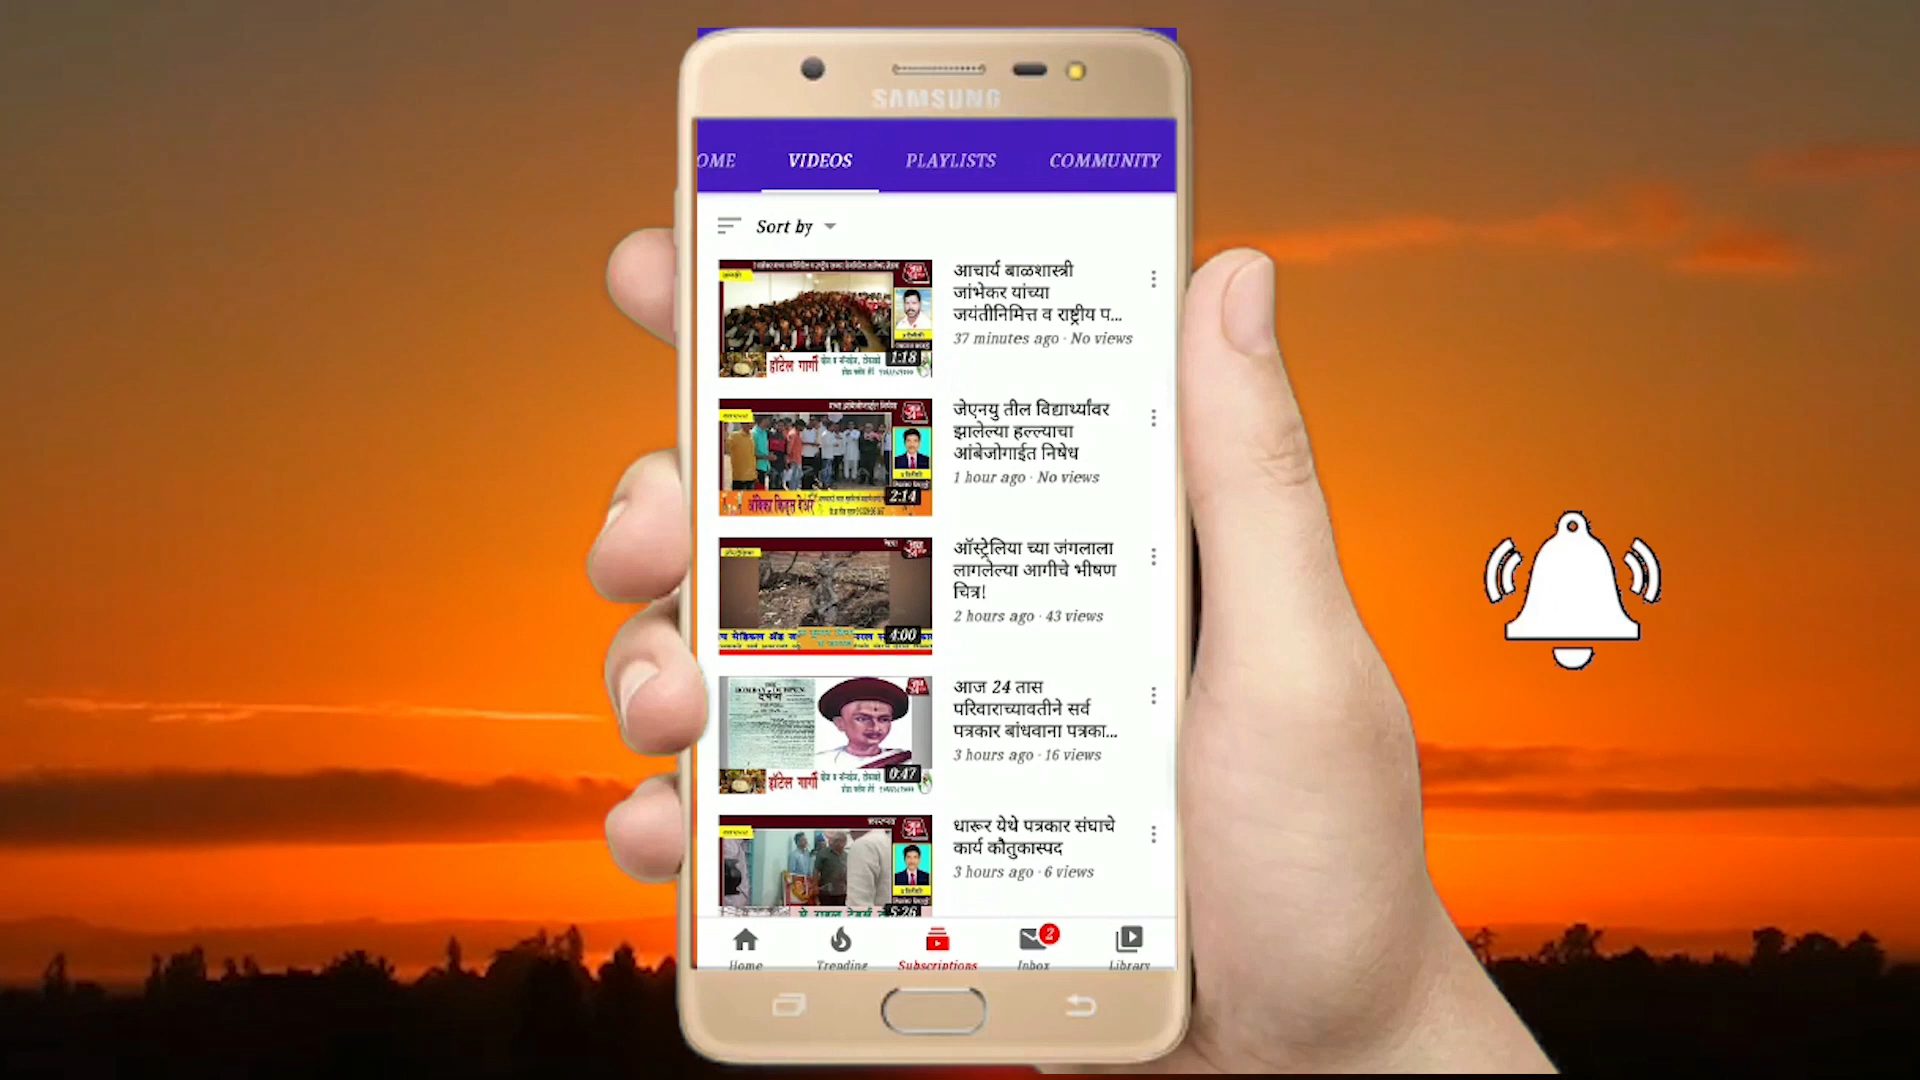 SAMSUNG
OME VIDEOS PLAYLISTS COMMUNITY
Sort by
आचार्य बाळशास्त्री
जांभेकर यांच्या
जयंतीनिमित्त व राष्ट्रीय प...
37 minutes ago · No views
1:18
हॉटेल गार्गी
जेएनयु तील विद्यार्थ्यांवर
झालेल्या हल्ल्याचा
आंबेजोगाईत निषेध
1 hour ago · No views
2:14
ऑस्ट्रेलिया च्या जंगलाला
लागलेल्या आगीचे भीषण
चित्र!
2 hours ago · 43 views
4:00
आज 24 तास
परिवाराच्यावतीने सर्व
पत्रकार बांधवाना पत्रका...
3 hours ago · 16 views
0:47
हॉटेल गार्गी
धारूर येथे पत्रकार संघाचे
कार्य कौतुकास्पद
3 hours ago · 6 views
5:26
2
Home Trending Subscriptions Inbox Library